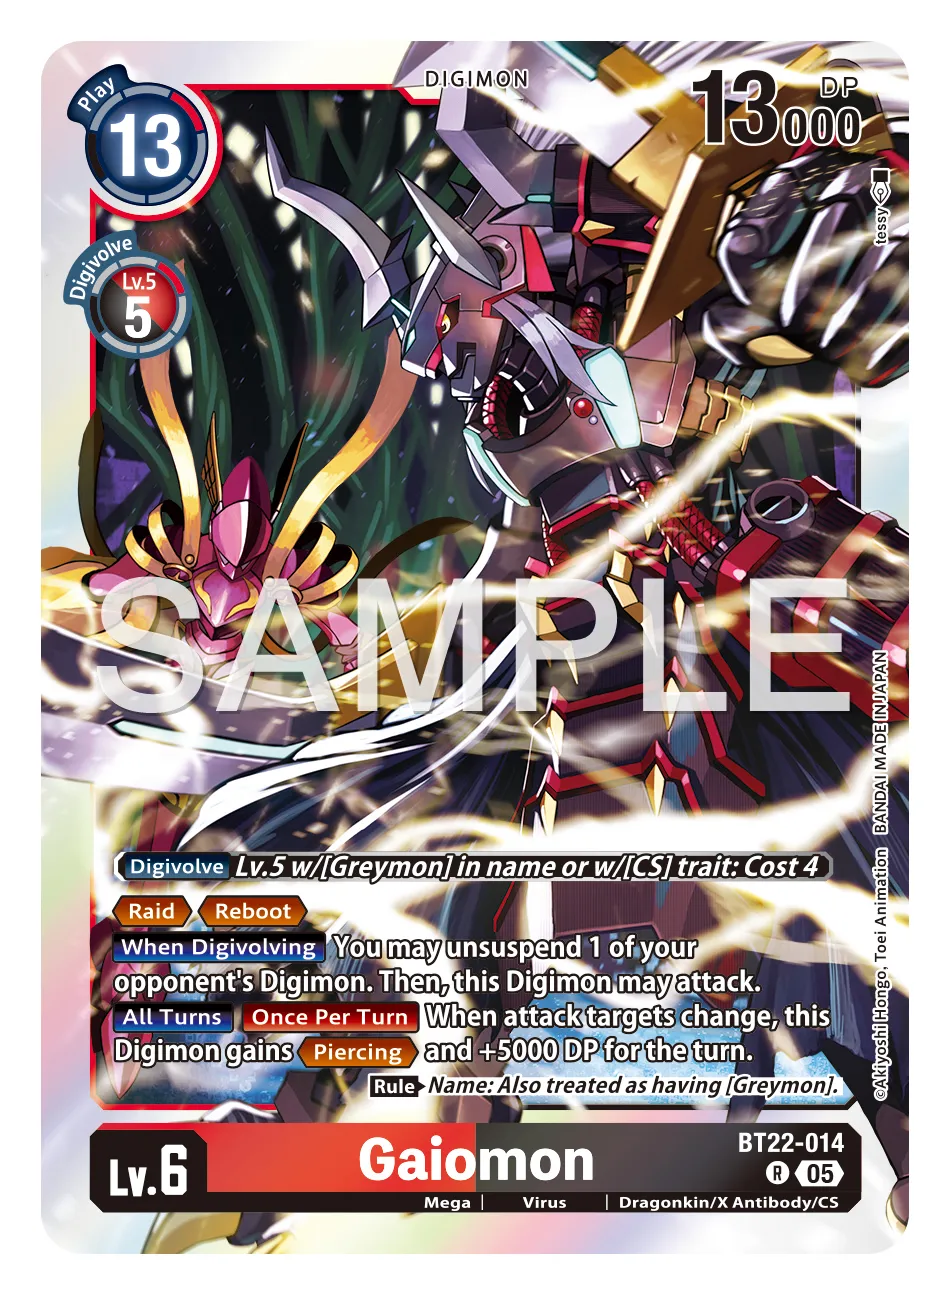 DIGIMON
Play
13
13000
DP
tessy
Digivolve
Lv.5
5
SAMPLE
Digivolve Lv.5 w/[Greymon] in name or w/[CS] trait: Cost 4
Raid Reboot
When Digivolving You may unsuspend 1 of your
opponent's Digimon. Then, this Digimon may attack.
All Turns Once Per Turn When attack targets change, this
Digimon gains Piercing and +5000 DP for the turn.
Rule Name: Also treated as having [Greymon].
©Akiyoshi Hongo, Toei Animation BANDAI MADE IN JAPAN
Lv.6
Gaiomon
BT22-014
R 05
Mega | Virus | Dragonkin/X Antibody/CS